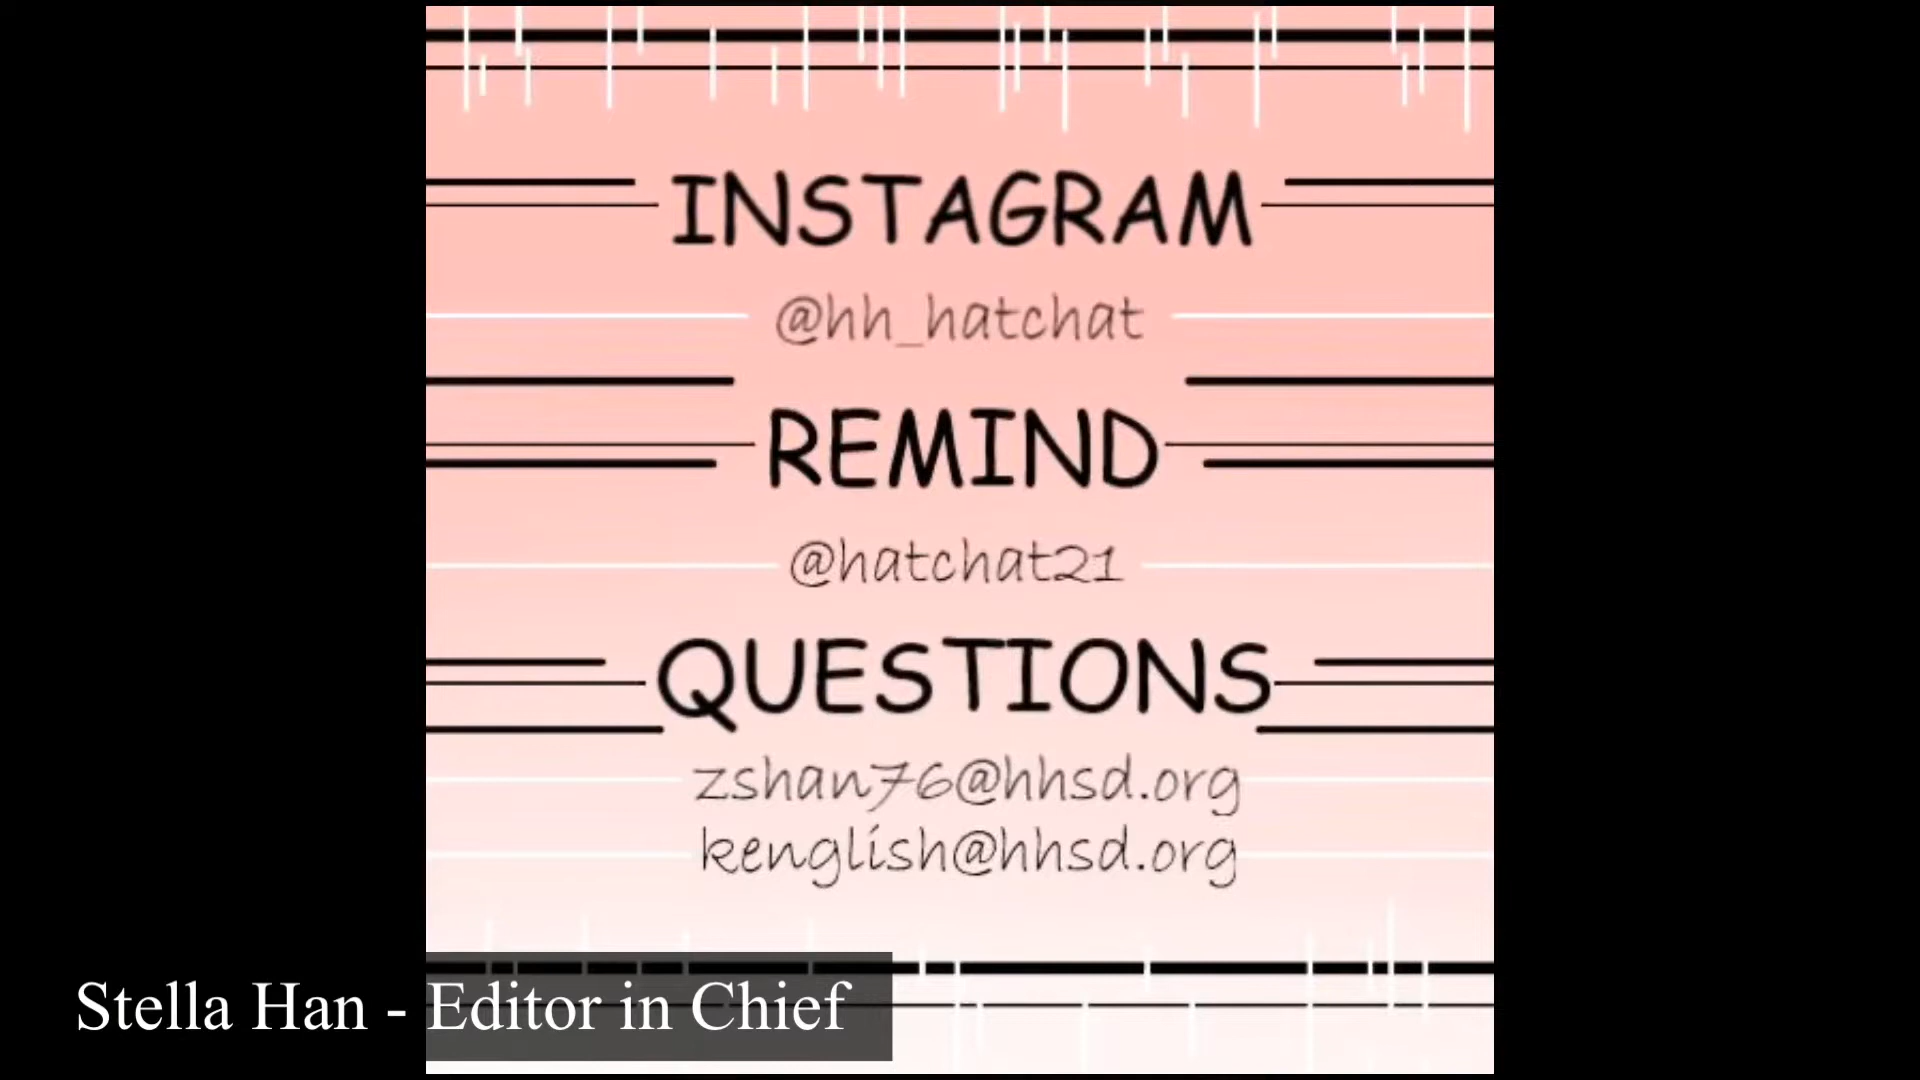 INSTAGRAM
@hh_hatchat
REMIND
@hatchat21
QUESTIONS
zshan76@hhsd.org
kenglish@hhsd.org
Stella Han - Editor in Chief